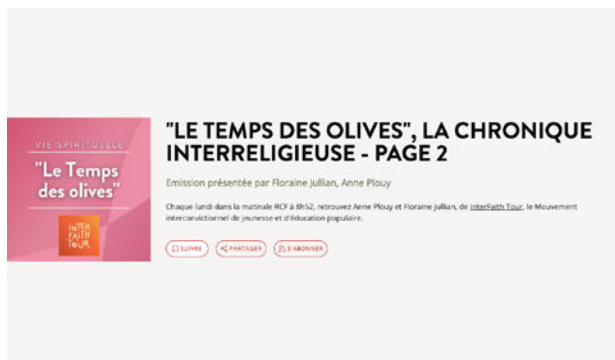 VIE SPIRITUELLE
"Le Temps
des olives"
INTER
FAITH
TOUR
"LE TEMPS DES OLIVES", LA CHRONIQUE
INTERRELIGIEUSE - PAGE 2
Emission présentée par Floraine Jullian, Anne Plouy
Chaque lundi dans la matinale RCF à 8h52, retrouvez Anne Plouy et Floraine Jullian, de InterFaith Tour, le Mouvement
interconvictionnel de jeunesse et d'éducation populaire.
SUIVRE PARTAGER S'ABONNER